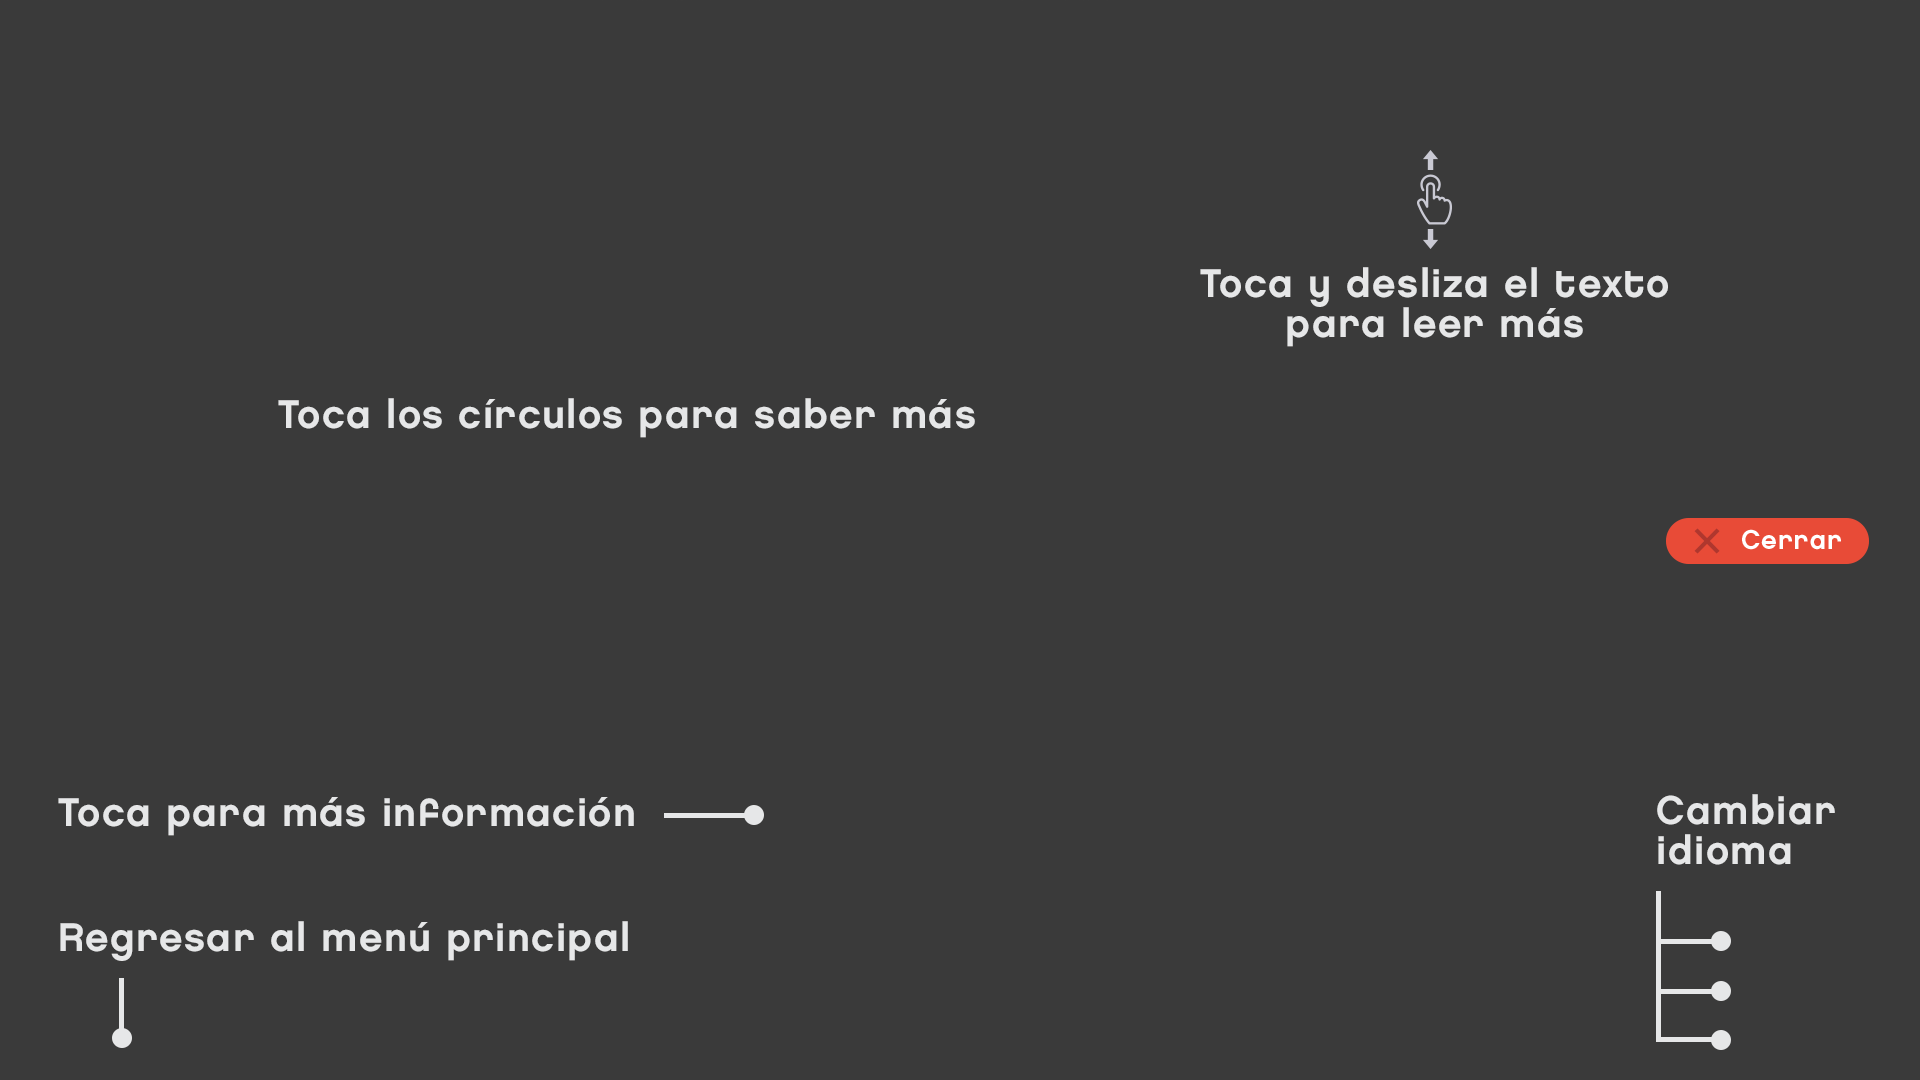 Toca y desliza el texto
para leer más
Toca los círculos para saber más
Cerrar
Toca para más información
Cambiar
idioma
Regresar al menú principal